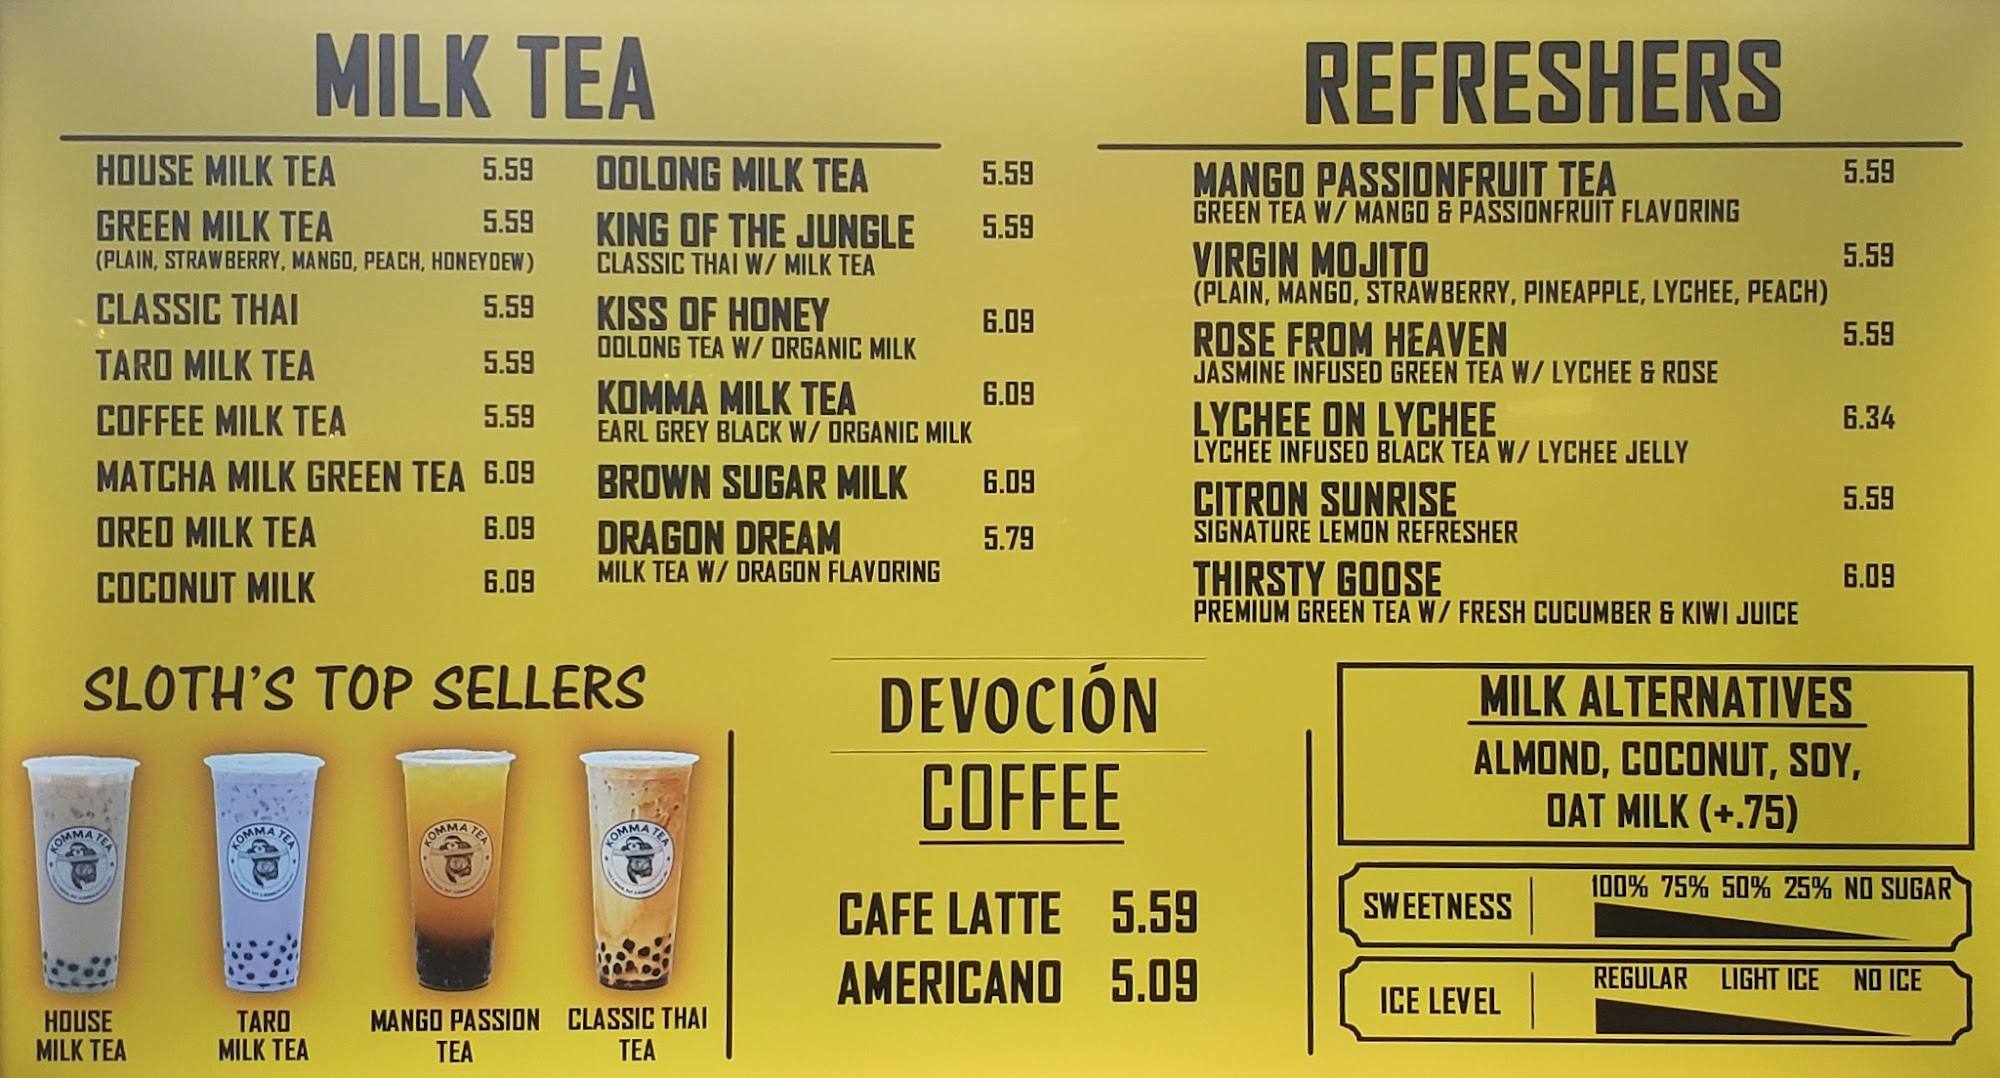 MILK TEA
HOUSE MILK TEA 5.59
GREEN MILK TEA 5.59
(PLAIN, STRAWBERRY, MANGO, PEACH, HONEYDEW)
CLASSIC THAI 5.59
TARO MILK TEA 5.59
COFFEE MILK TEA 5.59
MATCHA MILK GREEN TEA 6.09
OREO MILK TEA 6.09
COCONUT MILK 6.09
OOLONG MILK TEA 5.59
KING OF THE JUNGLE 5.59
CLASSIC THAI W/ MILK TEA
KISS OF HONEY 6.09
OOLONG TEA W/ ORGANIC MILK
KOMMA MILK TEA 6.09
EARL GREY BLACK W/ ORGANIC MILK
BROWN SUGAR MILK 6.09
DRAGON DREAM 5.79
MILK TEA W/ DRAGON FLAVORING
REFRESHERS
MANGO PASSIONFRUIT TEA 5.59
GREEN TEA W/ MANGO & PASSIONFRUIT FLAVORING
VIRGIN MOJITO 5.59
(PLAIN, MANGO, STRAWBERRY, PINEAPPLE, LYCHEE, PEACH)
ROSE FROM HEAVEN 5.59
JASMINE INFUSED GREEN TEA W/ LYCHEE & ROSE
LYCHEE ON LYCHEE 6.34
LYCHEE INFUSED BLACK TEA W/ LYCHEE JELLY
CITRON SUNRISE 5.59
SIGNATURE LEMON REFRESHER
THIRSTY GOOSE 6.09
PREMIUM GREEN TEA W/ FRESH CUCUMBER & KIWI JUICE
SLOTH'S TOP SELLERS
KOMMA TEA
KOMMA TEA
KOMMA TEA
KOMMA TEA
HOUSE
MILK TEA
TARO
MILK TEA
MANGO PASSION
TEA
CLASSIC THAI
TEA
DEVOCIÓN
COFFEE
CAFE LATTE 5.59
AMERICANO 5.09
MILK ALTERNATIVES
ALMOND, COCONUT, SOY,
OAT MILK (+.75)
SWEETNESS 100% 75% 50% 25% NO SUGAR
ICE LEVEL REGULAR LIGHT ICE NO ICE